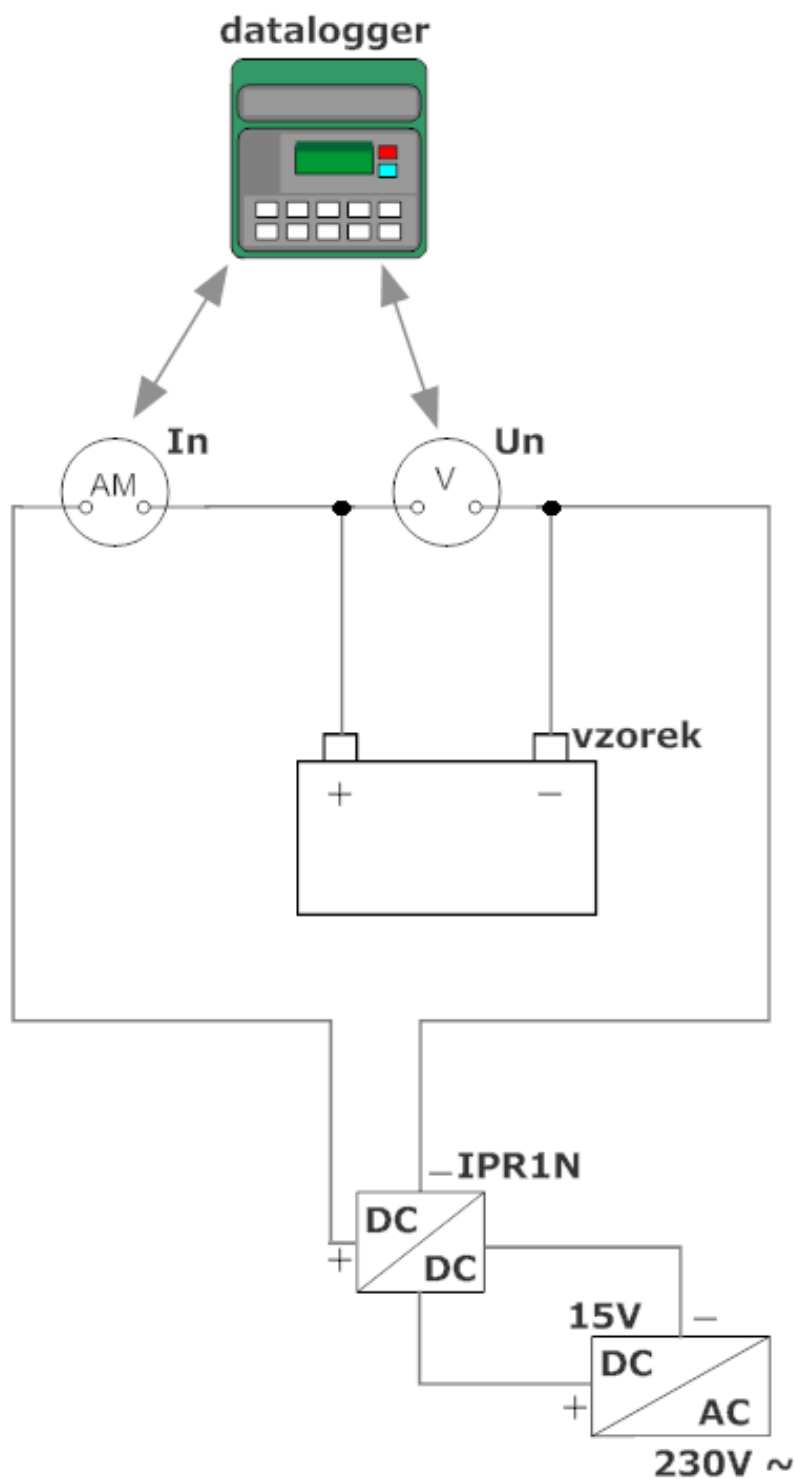 datalogger
In
Un
AM
V
vzorek
+
−
− IPR1N
DC
+
DC
15V
−
DC
+
AC
230V ~